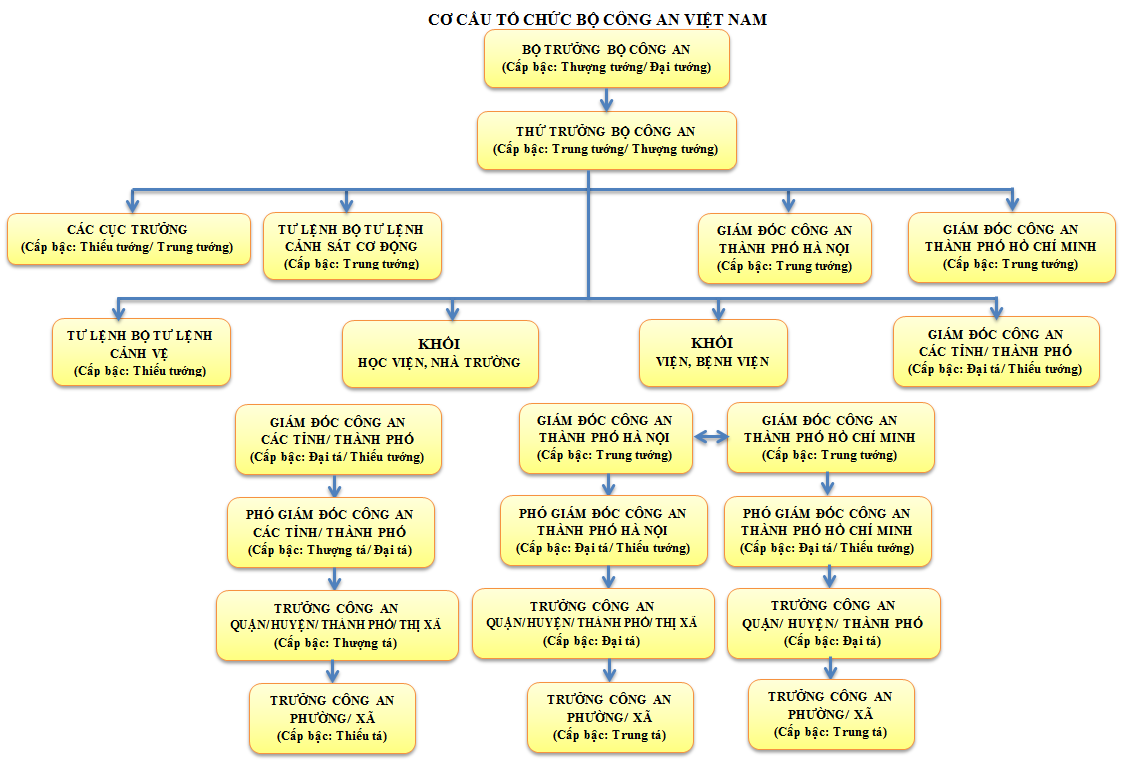 CƠ CẤU TỔ CHỨC BỘ CÔNG AN VIỆT NAM
BỘ TRƯỞNG BỘ CÔNG AN
(Cấp bậc: Thượng tướng/ Đại tướng)
THỨ TRƯỞNG BỘ CÔNG AN
(Cấp bậc: Trung tướng/ Thượng tướng)
CÁC CỤC TRƯỞNG
(Cấp bậc: Thiếu tướng/ Trung tướng)
TƯ LỆNH BỘ TƯ LỆNH
CẢNH SÁT CƠ ĐỘNG
(Cấp bậc: Trung tướng)
GIÁM ĐỐC CÔNG AN
THÀNH PHỐ HÀ NỘI
(Cấp bậc: Trung tướng)
GIÁM ĐỐC CÔNG AN
THÀNH PHỐ HỒ CHÍ MINH
(Cấp bậc: Trung tướng)
TƯ LỆNH BỘ TƯ LỆNH
CẢNH VỆ
(Cấp bậc: Thiếu tướng)
KHỐI
HỌC VIỆN, NHÀ TRƯỜNG
KHỐI
VIỆN, BỆNH VIỆN
GIÁM ĐỐC CÔNG AN
CÁC TỈNH/ THÀNH PHỐ
(Cấp bậc: Đại tá/ Thiếu tướng)
GIÁM ĐỐC CÔNG AN
CÁC TỈNH/ THÀNH PHỐ
(Cấp bậc: Đại tá/ Thiếu tướng)
GIÁM ĐỐC CÔNG AN
THÀNH PHỐ HÀ NỘI
(Cấp bậc: Trung tướng)
GIÁM ĐỐC CÔNG AN
THÀNH PHỐ HỒ CHÍ MINH
(Cấp bậc: Trung tướng)
PHÓ GIÁM ĐỐC CÔNG AN
CÁC TỈNH/ THÀNH PHỐ
(Cấp bậc: Thượng tá/ Đại tá)
PHÓ GIÁM ĐỐC CÔNG AN
THÀNH PHỐ HÀ NỘI
(Cấp bậc: Đại tá/ Thiếu tướng)
PHÓ GIÁM ĐỐC CÔNG AN
THÀNH PHỐ HỒ CHÍ MINH
(Cấp bậc: Đại tá/ Thiếu tướng)
TRƯỞNG CÔNG AN
QUẬN/HUYỆN/ THÀNH PHỐ/ THỊ XÃ
(Cấp bậc: Thượng tá)
TRƯỞNG CÔNG AN
QUẬN/HUYỆN/ THÀNH PHỐ/ THỊ XÃ
(Cấp bậc: Đại tá)
TRƯỞNG CÔNG AN
QUẬN/ HUYỆN/ THÀNH PHỐ
(Cấp bậc: Đại tá)
TRƯỞNG CÔNG AN
PHƯỜNG/ XÃ
(Cấp bậc: Thiếu tá)
TRƯỞNG CÔNG AN
PHƯỜNG/ XÃ
(Cấp bậc: Trung tá)
TRƯỞNG CÔNG AN
PHƯỜNG/ XÃ
(Cấp bậc: Trung tá)